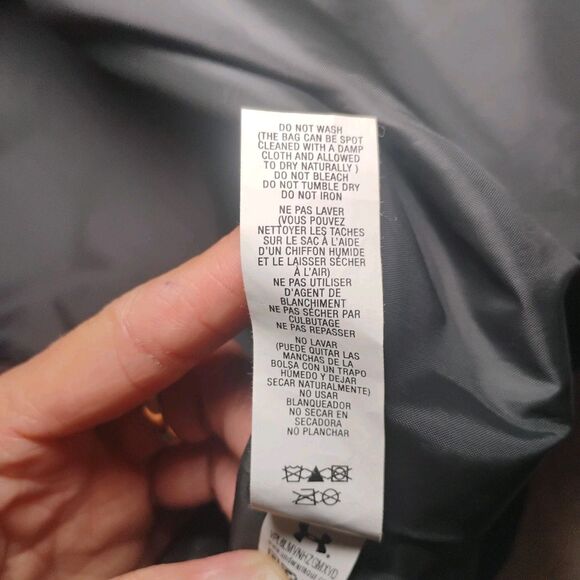 DO NOT WASH
(THE BAG CAN BE SPOT
CLEANED WITH A DAMP
CLOTH AND ALLOWED
TO DRY NATURALLY )
DO NOT BLEACH
DO NOT TUMBLE DRY
DO NOT IRON
NE PAS LAVER
(VOUS POUVEZ
NETTOYER LES TACHES
SUR LE SAC À L'AIDE
D'UN CHIFFON HUMIDE
ET LE LAISSER SÉCHER
À L'AIR)
NE PAS UTILISER
D'AGENT DE
BLANCHIMENT
NE PAS SÉCHER PAR
CULBUTAGE
NE PAS REPASSER
NO LAVAR
(PUEDE QUITAR LAS
MANCHAS DE LA
BOLSA CON UN TRAPO
HÚMEDO Y DEJAR
SECAR NATURALMENTE)
NO USAR
BLANQUEADOR
NO SECAR EN
SECADORA
NO PLANCHAR